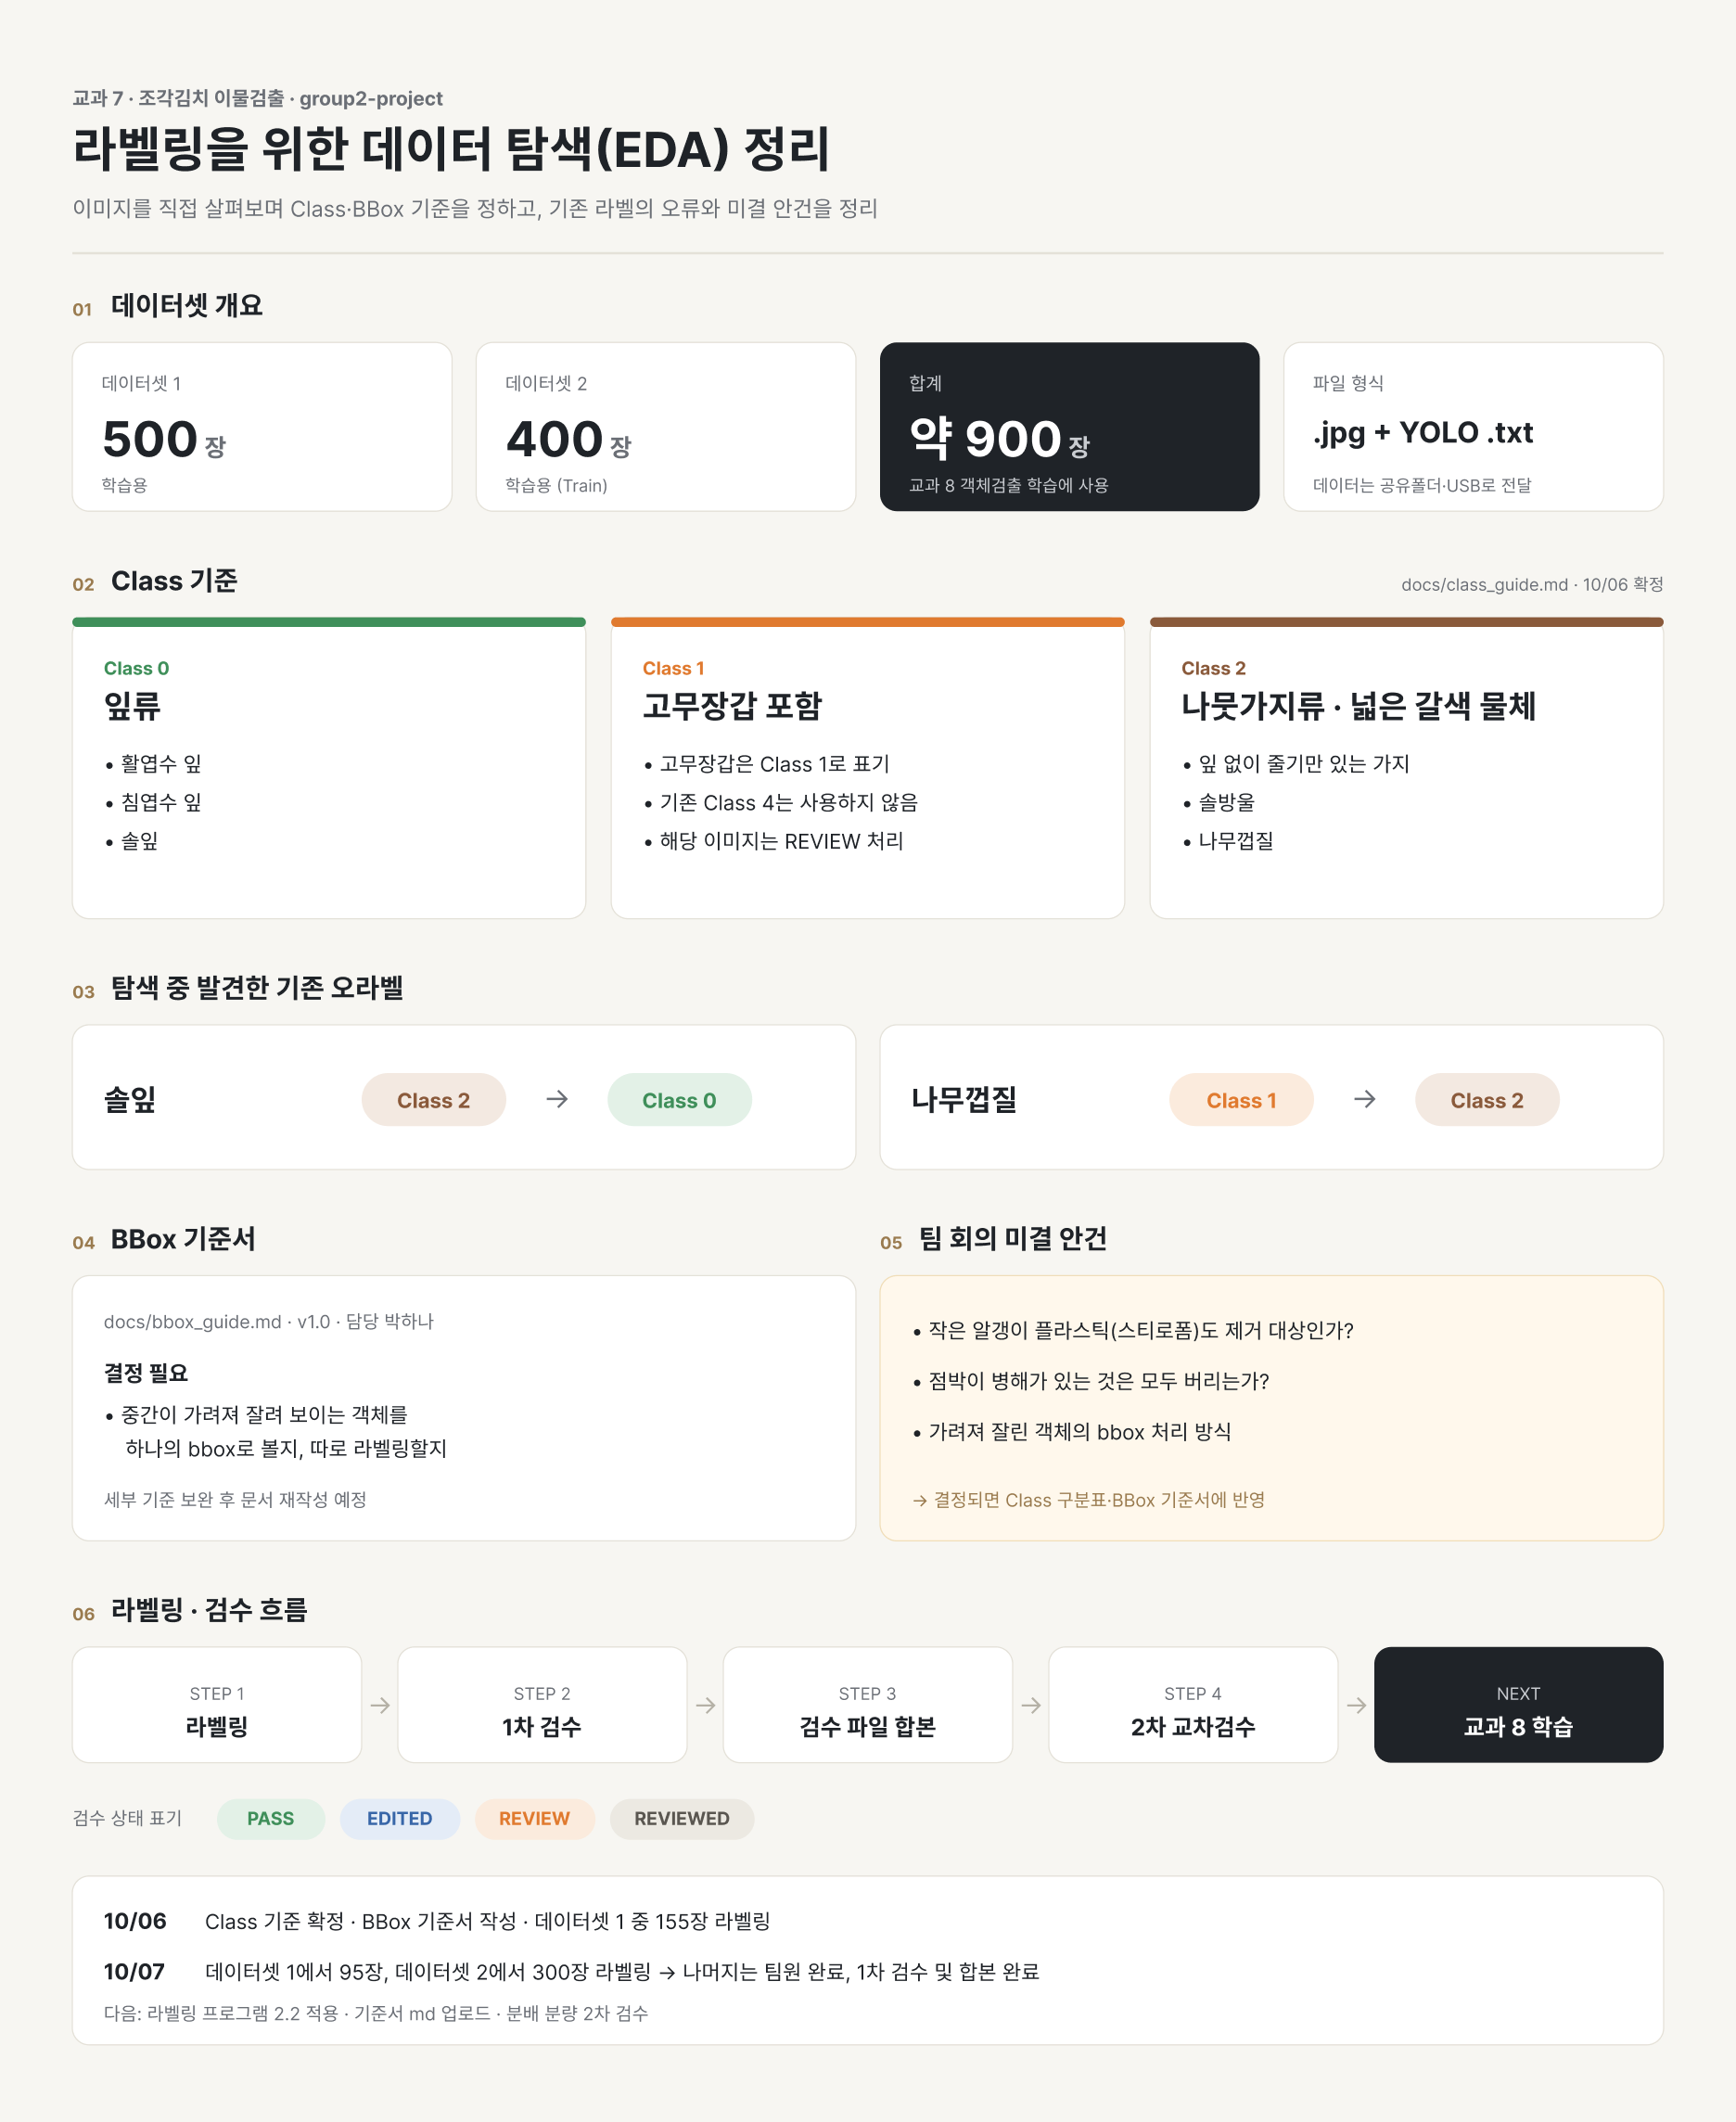 교과 7 · 조각김치 이물검출 · group2-project
라벨링을 위한 데이터 탐색(EDA) 정리
이미지를 직접 살펴보며 Class·BBox 기준을 정하고, 기존 라벨의 오류와 미결 안건을 정리
01 데이터셋 개요
데이터셋 1
500 장
학습용
데이터셋 2
400 장
학습용 (Train)
합계
약 900 장
교과 8 객체검출 학습에 사용
파일 형식
.jpg + YOLO .txt
데이터는 공유폴더·USB로 전달
02 Class 기준
docs/class_guide.md · 10/06 확정
Class 0
잎류
• 활엽수 잎
• 침엽수 잎
• 솔잎
Class 1
고무장갑 포함
• 고무장갑은 Class 1로 표기
• 기존 Class 4는 사용하지 않음
• 해당 이미지는 REVIEW 처리
Class 2
나뭇가지류 · 넓은 갈색 물체
• 잎 없이 줄기만 있는 가지
• 솔방울
• 나무껍질
03 탐색 중 발견한 기존 오라벨
솔잎 Class 2 → Class 0
나무껍질 Class 1 → Class 2
04 BBox 기준서
docs/bbox_guide.md · v1.0 · 담당 박하나
결정 필요
• 중간이 가려져 잘려 보이는 객체를
하나의 bbox로 볼지, 따로 라벨링할지
세부 기준 보완 후 문서 재작성 예정
05 팀 회의 미결 안건
• 작은 알갱이 플라스틱(스티로폼)도 제거 대상인가?
• 점박이 병해가 있는 것은 모두 버리는가?
• 가려져 잘린 객체의 bbox 처리 방식
→ 결정되면 Class 구분표·BBox 기준서에 반영
06 라벨링 · 검수 흐름
STEP 1
라벨링
→
STEP 2
1차 검수
→
STEP 3
검수 파일 합본
→
STEP 4
2차 교차검수
→
NEXT
교과 8 학습
검수 상태 표기 PASS EDITED REVIEW REVIEWED
10/06 Class 기준 확정 · BBox 기준서 작성 · 데이터셋 1 중 155장 라벨링
10/07 데이터셋 1에서 95장, 데이터셋 2에서 300장 라벨링 → 나머지는 팀원 완료, 1차 검수 및 합본 완료
다음: 라벨링 프로그램 2.2 적용 · 기준서 md 업로드 · 분배 분량 2차 검수